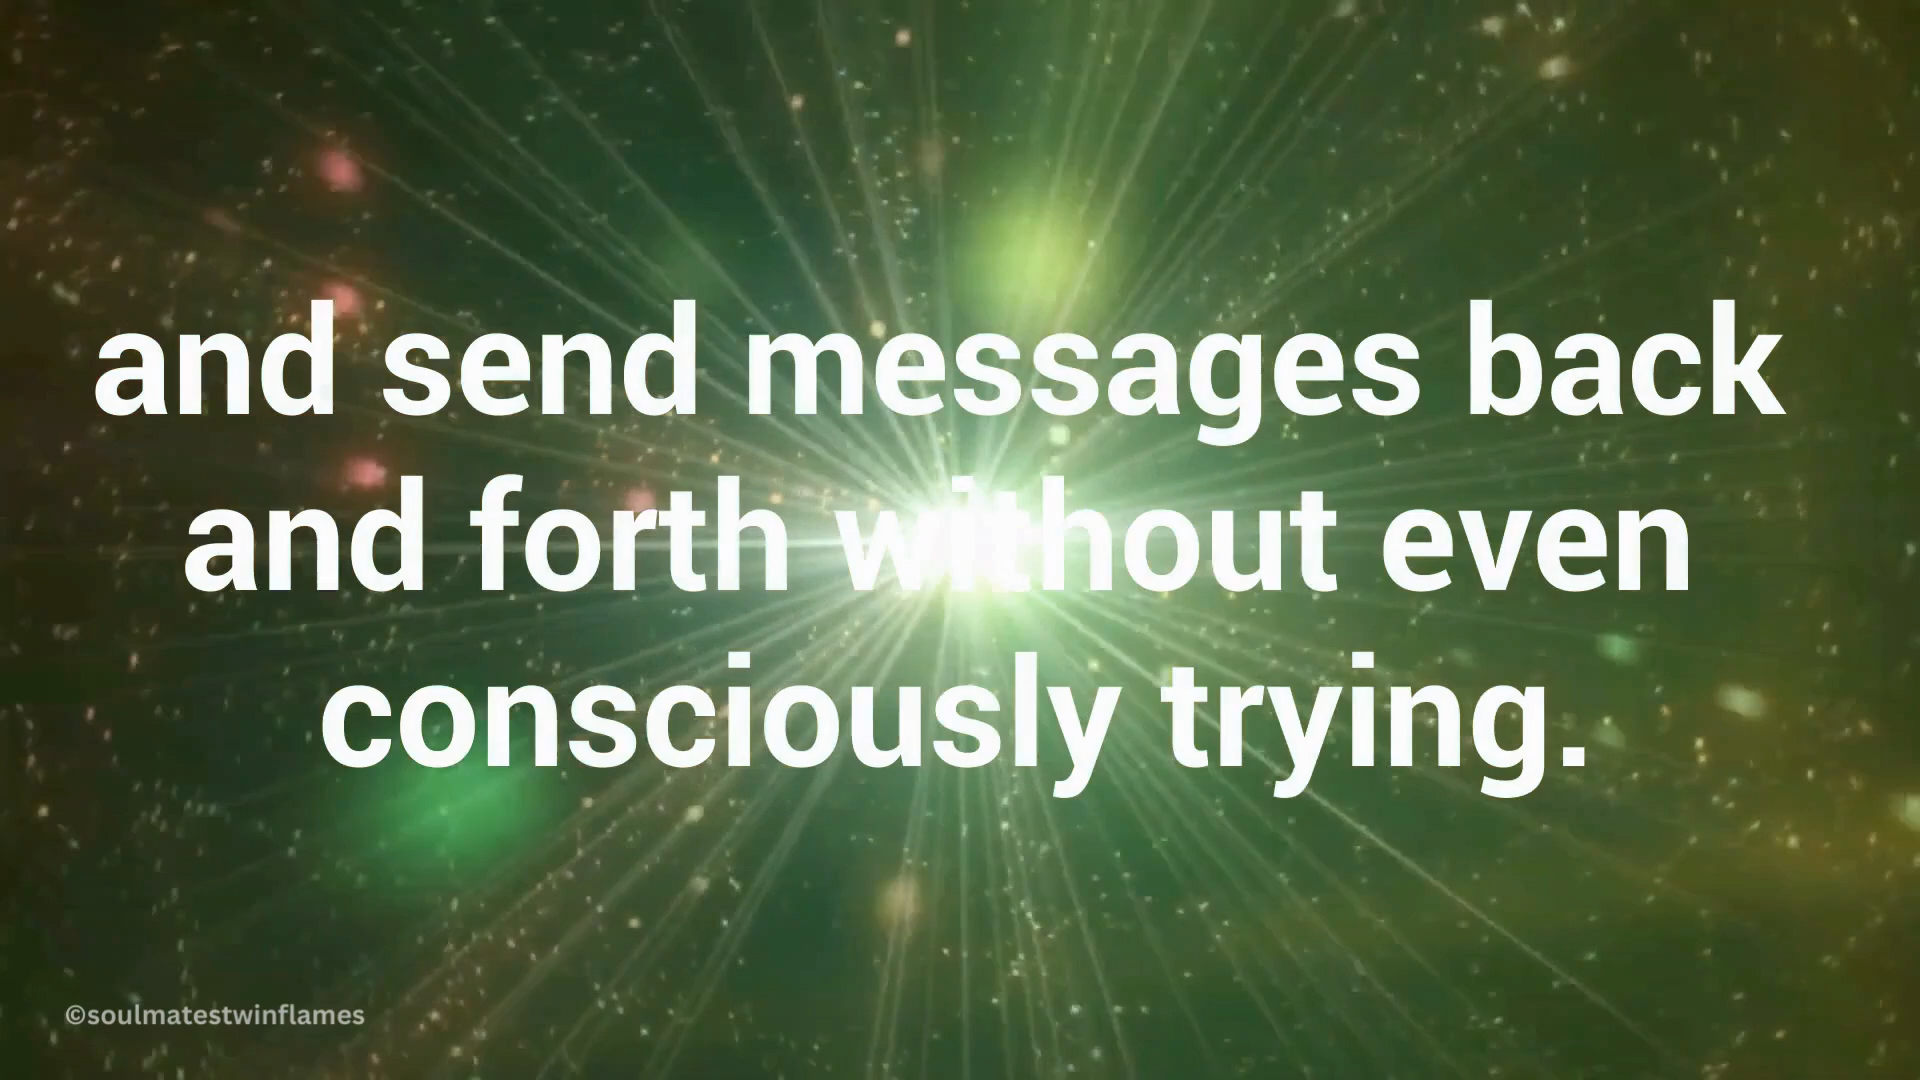 and send messages back
and forth without even
consciously trying.
©soulmatestwinflames